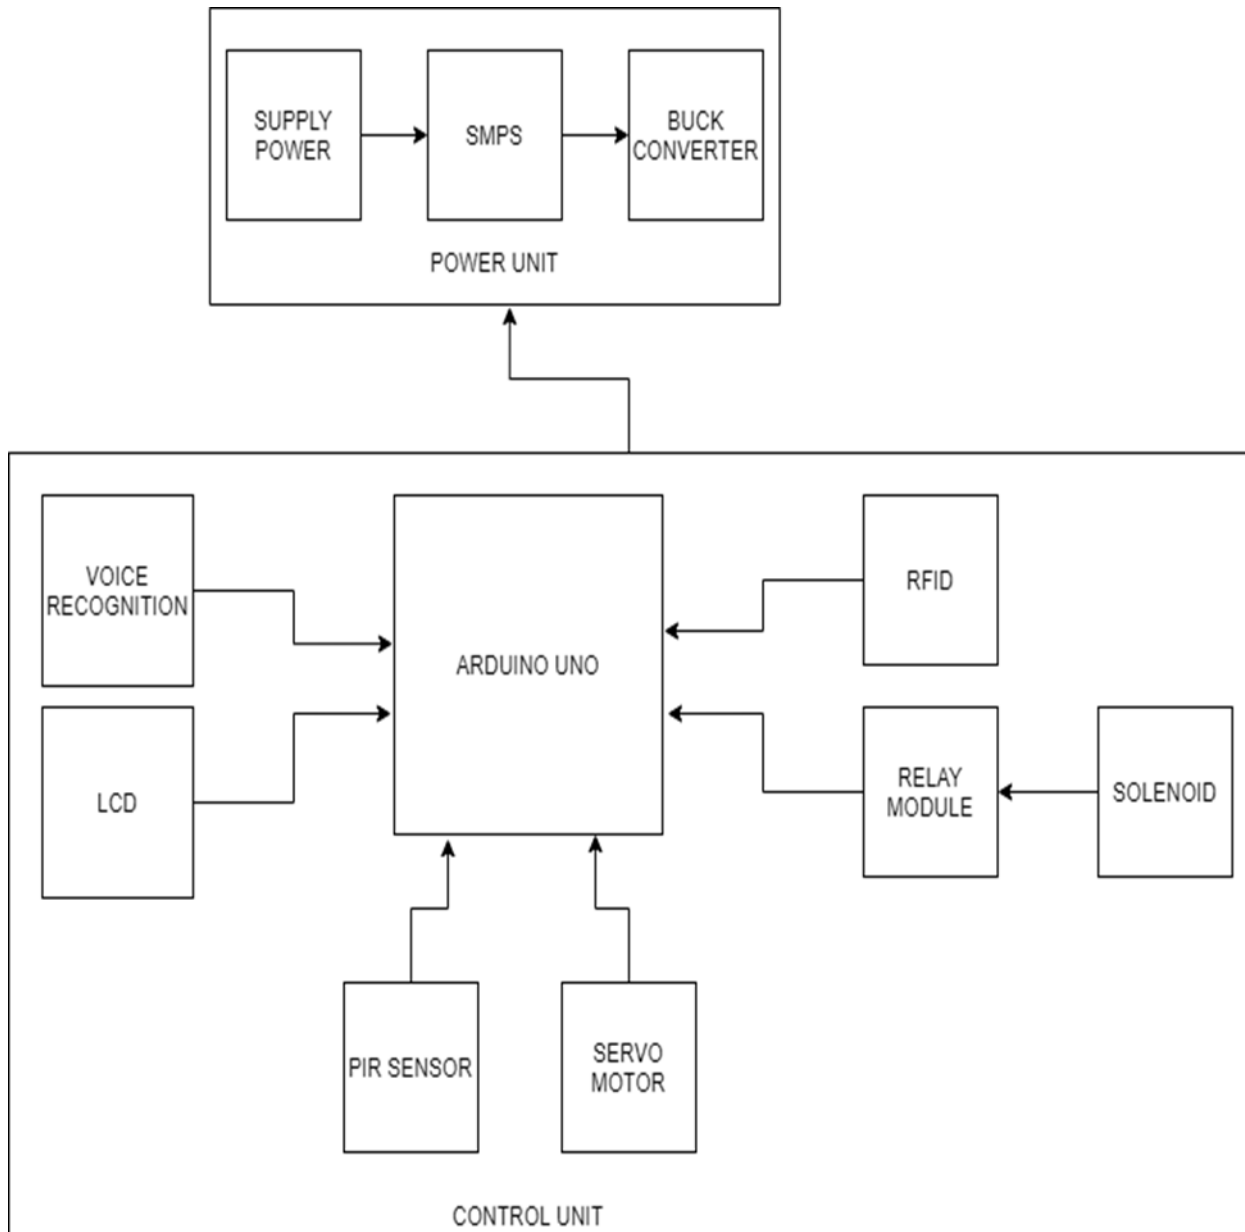 SUPPLY
POWER
SMPS
BUCK
CONVERTER
POWER UNIT
VOICE
RECOGNITION
ARDUINO UNO
RFID
LCD
RELAY
MODULE
SOLENOID
PIR SENSOR
SERVO
MOTOR
CONTROL UNIT